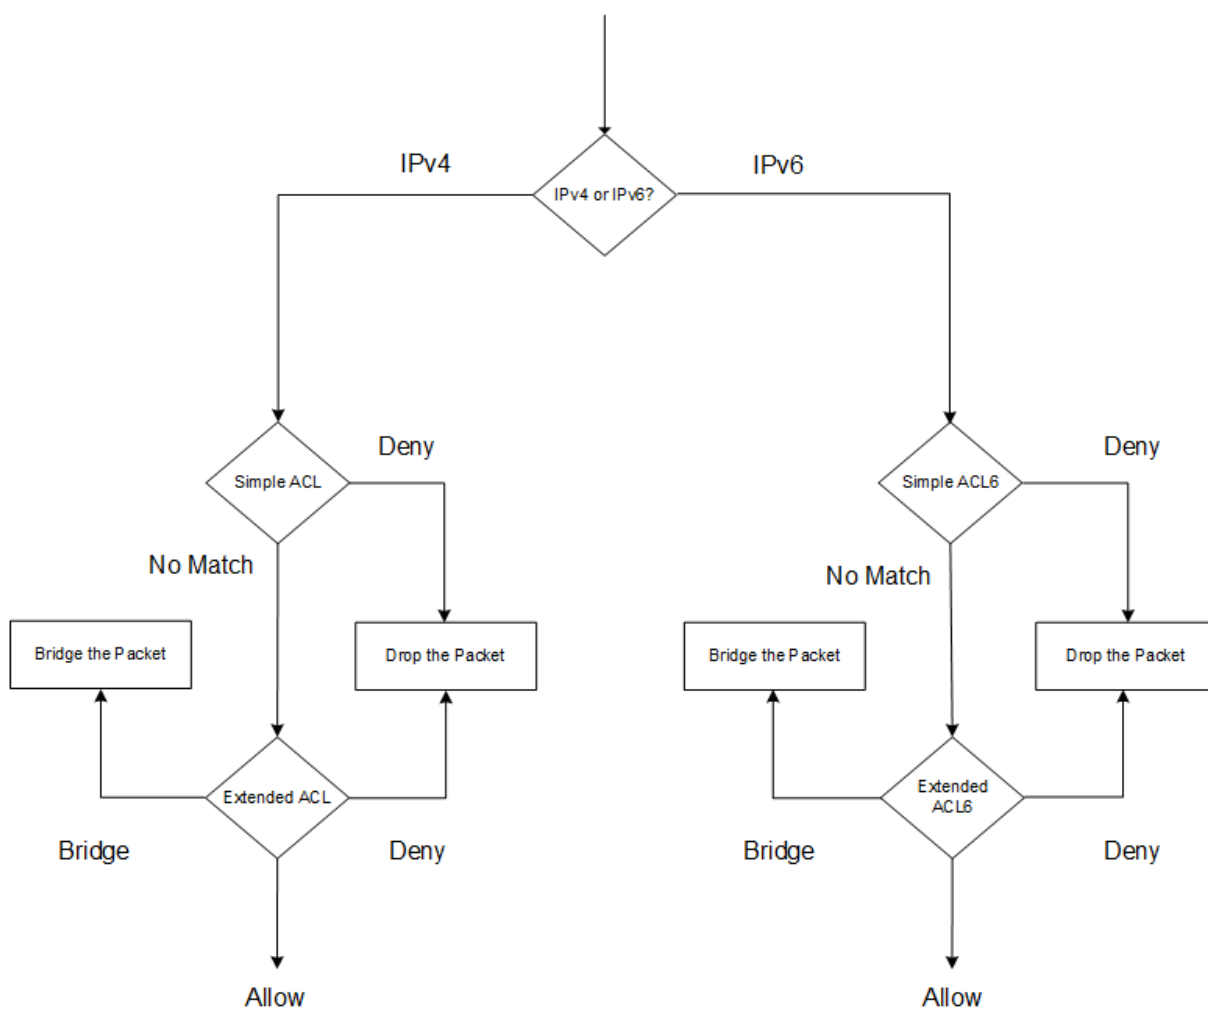 IPv4
IPv6
IPv4 or IPv6?
Deny
Deny
Simple ACL
Simple ACL6
No Match
No Match
Bridge the Packet
Drop the Packet
Bridge the Packet
Drop the Packet
Extended ACL
Extended
ACL6
Bridge
Deny
Bridge
Deny
Allow
Allow